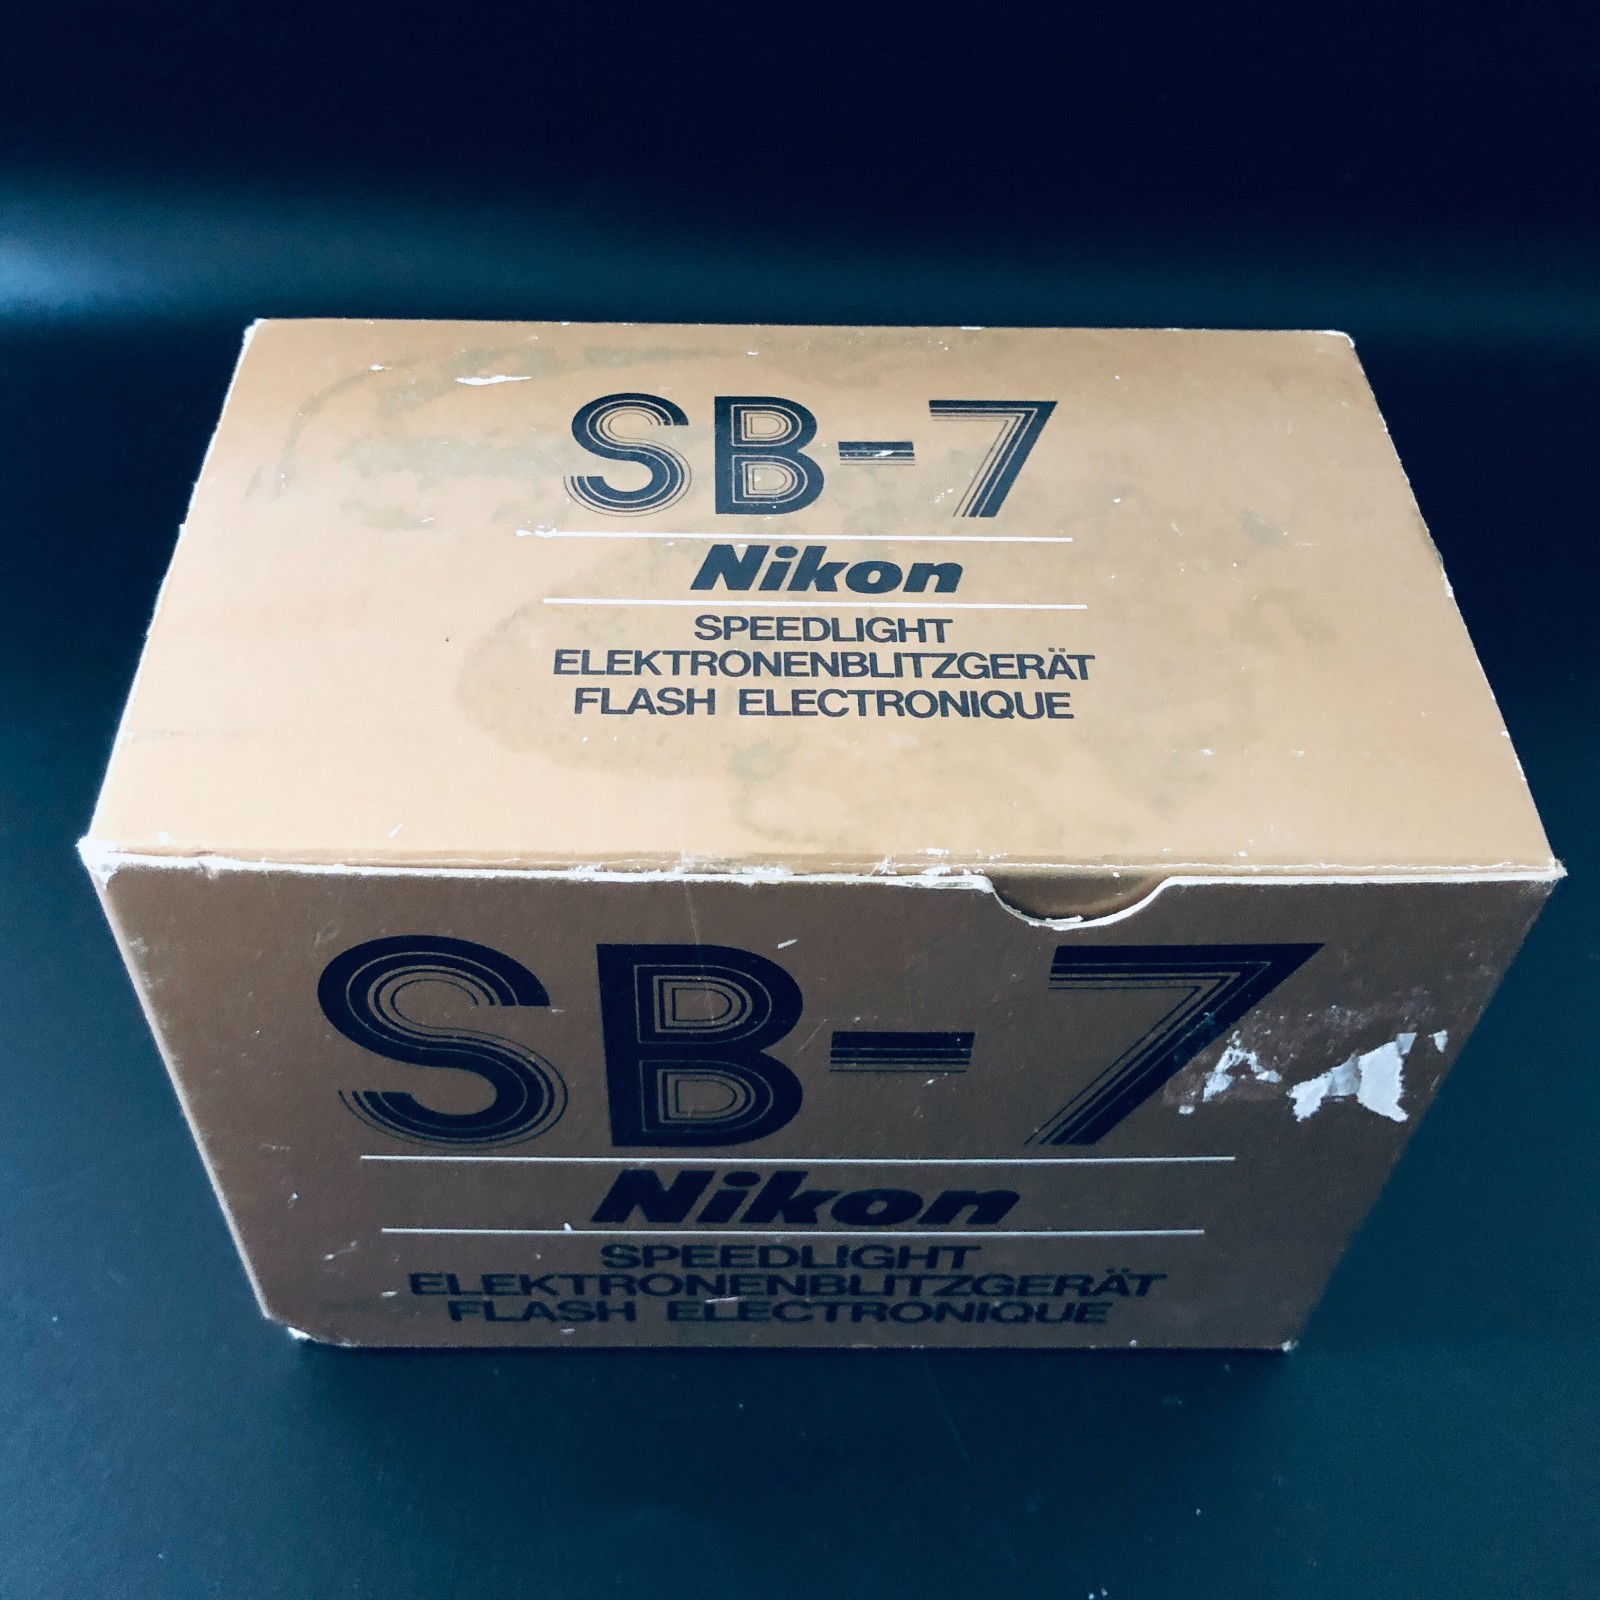 SB-7
Nikon
SPEEDLIGHT
ELEKTRONENBLITZGERÄT
FLASH ELECTRONIQUE
SB-7
Nikon
SPEEDLIGHT
ELEKTRONENBLITZGERÄT
FLASH ELECTRONIQUE